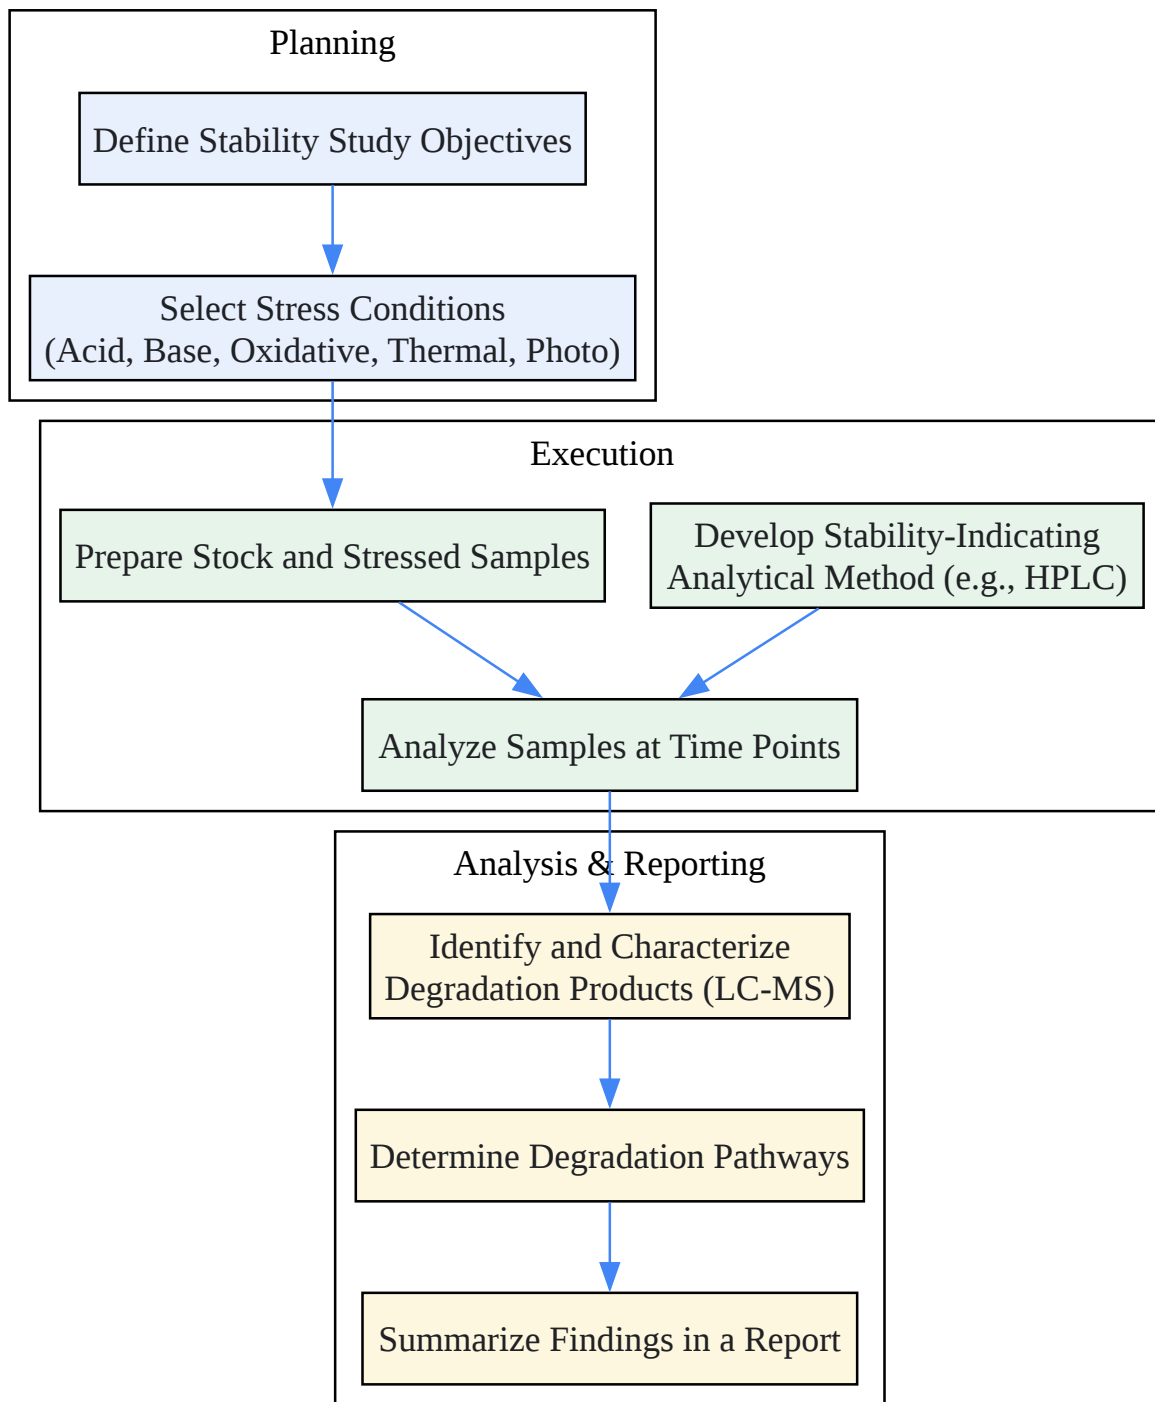 Planning
Define Stability Study Objectives
Select Stress Conditions
(Acid, Base, Oxidative, Thermal, Photo)
Execution
Prepare Stock and Stressed Samples
Develop Stability-Indicating
Analytical Method (e.g., HPLC)
Analyze Samples at Time Points
Analysis & Reporting
Identify and Characterize
Degradation Products (LC-MS)
Determine Degradation Pathways
Summarize Findings in a Report